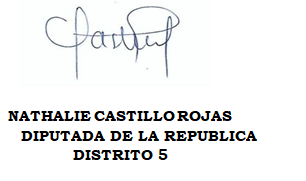 NATHALIE CASTILLO ROJAS
DIPUTADA DE LA REPUBLICA
DISTRITO 5